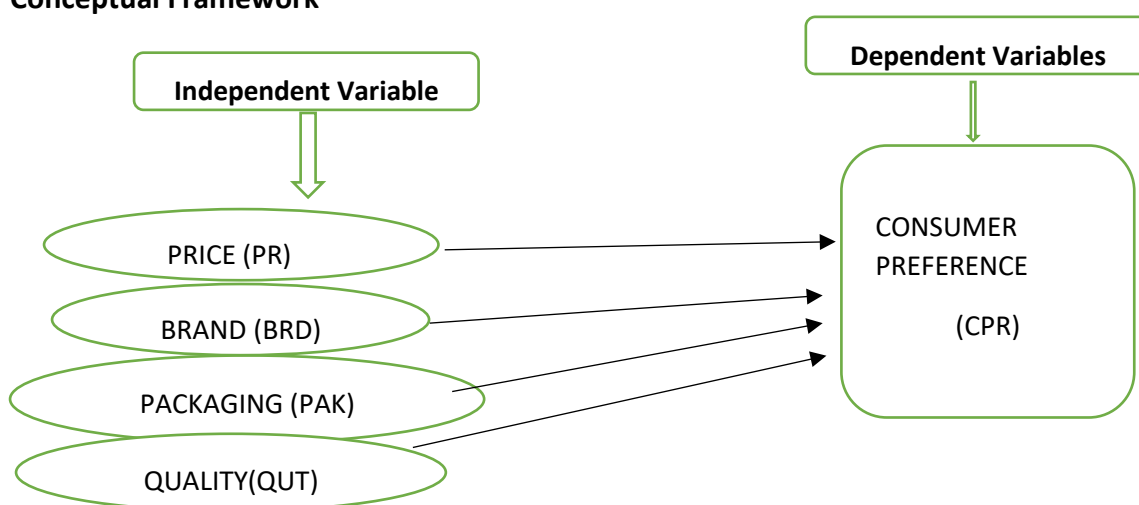 Conceptual Framework
Dependent Variables
Independent Variable
PRICE (PR)
BRAND (BRD)
PACKAGING (PAK)
QUALITY(QUT)
CONSUMER
PREFERENCE
(CPR)